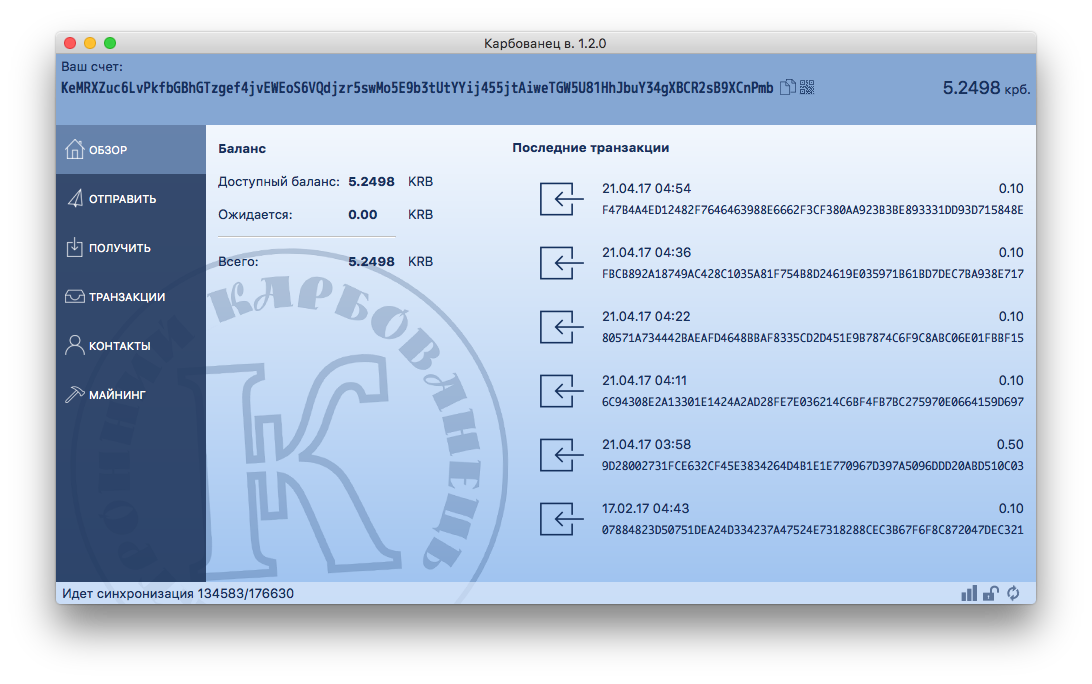 Карбованец в. 1.2.0
Ваш счет:
KeMRXZuc6LvPkfbGBhGTzgef4jvEWEoS6VQdjzr5swMo5E9b3tUtYYij455jtAiweTGW5U81HhJbuY34gXBCR2sB9XCnPmb
5.2498 крб.
ОБЗОР
ОТПРАВИТЬ
ПОЛУЧИТЬ
ТРАНЗАКЦИИ
КОНТАКТЫ
МАЙНИНГ
Баланс
Доступный баланс: 5.2498 KRB
Ожидается: 0.00 KRB
Всего: 5.2498 KRB
КАРБОВАНЕЦЬ
К
Последние транзакции
21.04.17 04:54 0.10
F47B4A4ED12482F7646463988E6662F3CF380AA923B3BE893331DD93D715848E
21.04.17 04:36 0.10
FBCB892A18749AC428C1035A81F754B8D24619E035971B61BD7DEC7BA938E717
21.04.17 04:22 0.10
80571A734442BAEAFD4648BBAF8335CD2D451E9B7874C6F9C8ABC06E01FBBF15
21.04.17 04:11 0.10
6C94308E2A13301E1424A2AD28FE7E036214C6BF4FB7BC275970E0664159D697
21.04.17 03:58 0.50
9D28002731FCE632CF45E3834264D4B1E1E770967D397A5096DDD20ABD510C03
17.02.17 04:43 0.10
07884823D50751DEA24D334237A47524E7318288CEC3B67F6F8C872047DEC321
Идет синхронизация 134583/176630